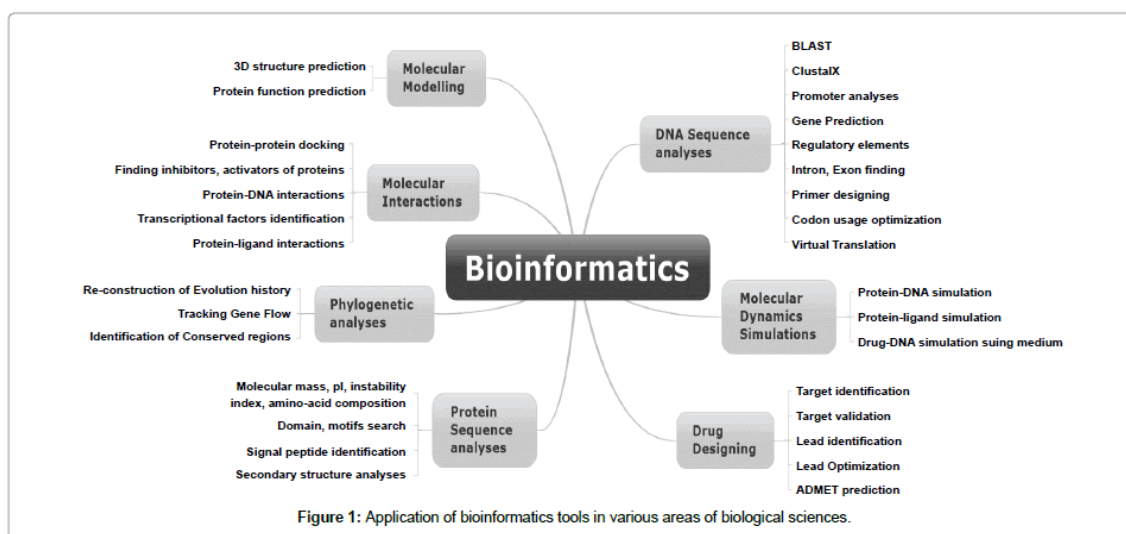 3D structure prediction
Protein function prediction
Molecular
Modelling
Protein-protein docking
Finding inhibitors, activators of proteins
Protein-DNA interactions
Transcriptional factors identification
Protein-ligand interactions
Molecular
Interactions
Re-construction of Evolution history
Tracking Gene Flow
Identification of Conserved regions
Phylogenetic
analyses
Molecular mass, pI, instability
index, amino-acid composition
Domain, motifs search
Signal peptide identification
Secondary structure analyses
Protein
Sequence
analyses
Bioinformatics
DNA Sequence
analyses
BLAST
ClustalX
Promoter analyses
Gene Prediction
Regulatory elements
Intron, Exon finding
Primer designing
Codon usage optimization
Virtual Translation
Molecular
Dynamics
Simulations
Protein-DNA simulation
Protein-ligand simulation
Drug-DNA simulation suing medium
Drug
Designing
Target identification
Target validation
Lead identification
Lead Optimization
ADMET prediction
Figure 1: Application of bioinformatics tools in various areas of biological sciences.